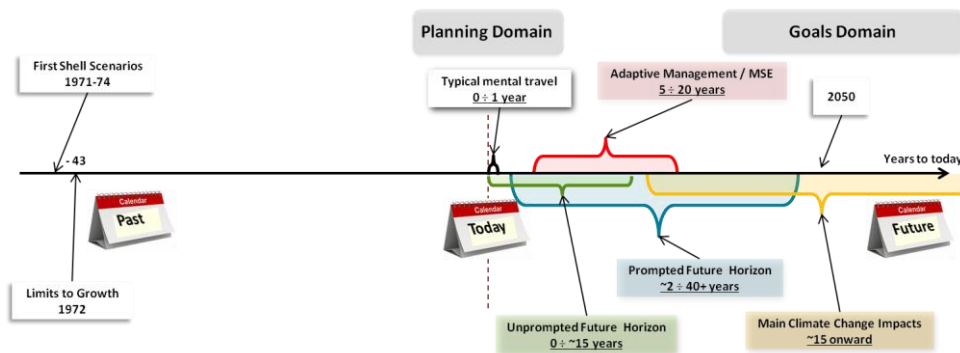 Planning Domain
Goals Domain
First Shell Scenarios
1971-74
Typical mental travel
0 ÷ 1 year
Adaptive Management / MSE
5 ÷ 20 years
2050
- 43
Years to today
Calendar
Past
Calendar
Today
Calendar
Future
Limits to Growth
1972
Prompted Future Horizon
~2 ÷ 40+ years
Unprompted Future Horizon
0 ÷ ~15 years
Main Climate Change Impacts
~15 onward